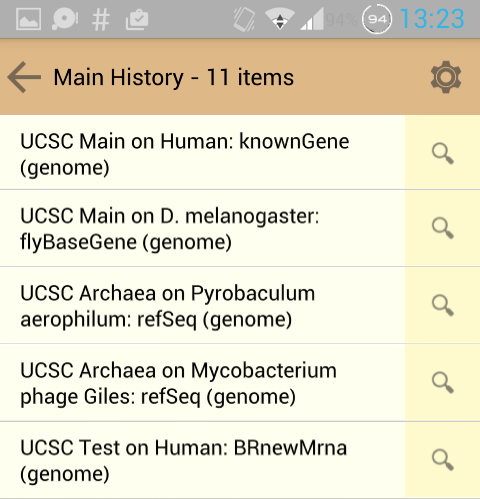 94% 94 13:23
Main History - 11 items
UCSC Main on Human: knownGene
(genome)
UCSC Main on D. melanogaster:
flyBaseGene (genome)
UCSC Archaea on Pyrobaculum
aerophilum: refSeq (genome)
UCSC Archaea on Mycobacterium
phage Giles: refSeq (genome)
UCSC Test on Human: BRnewMrna
(genome)